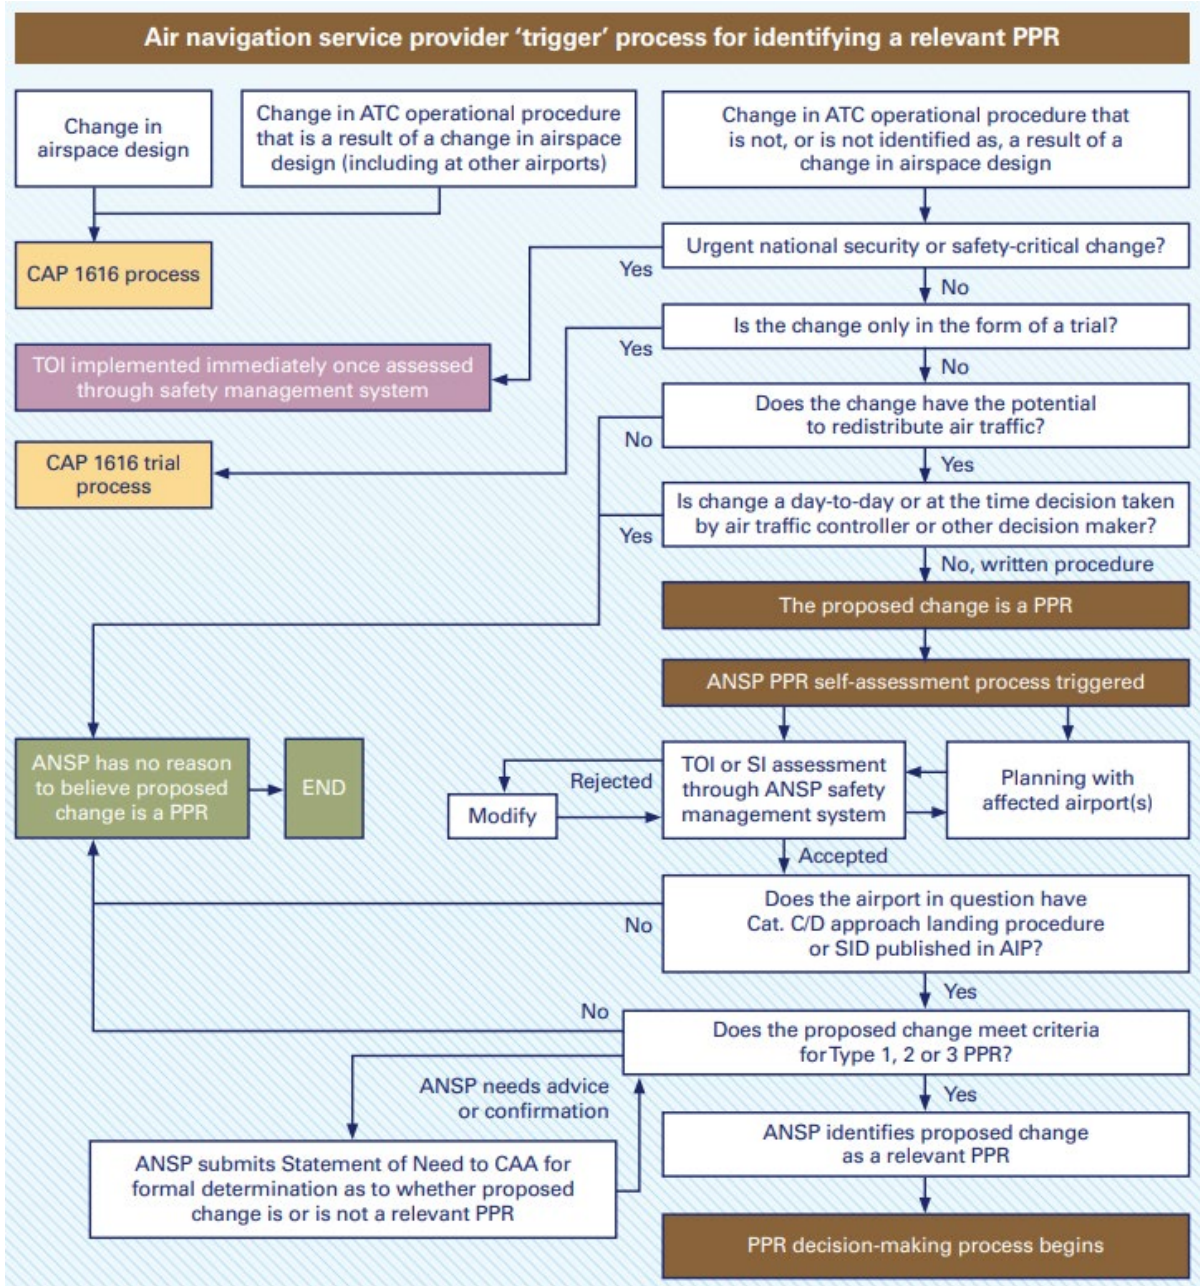 Air navigation service provider ‘trigger’ process for identifying a relevant PPR
Change in
airspace design
Change in ATC operational procedure
that is a result of a change in airspace
design (including at other airports)
Change in ATC operational procedure that
is not, or is not identified as, a result of a
change in airspace design
CAP 1616 process
Urgent national security or safety-critical change?
Yes
No
Is the change only in the form of a trial?
Yes
No
TOI implemented immediately once assessed
through safety management system
Does the change have the potential
to redistribute air traffic?
No
Yes
CAP 1616 trial
process
Is change a day-to-day or at the time decision taken
by air traffic controller or other decision maker?
Yes
No, written procedure
The proposed change is a PPR
ANSP PPR self-assessment process triggered
ANSP has no reason
to believe proposed
change is a PPR
END
Rejected
Modify
TOI or SI assessment
through ANSP safety
management system
Planning with
affected airport(s)
Accepted
Does the airport in question have
Cat. C/D approach landing procedure
or SID published in AIP?
No
Yes
No
Does the proposed change meet criteria
for Type 1, 2 or 3 PPR?
ANSP needs advice
or confirmation
Yes
ANSP submits Statement of Need to CAA for
formal determination as to whether proposed
change is or is not a relevant PPR
ANSP identifies proposed change
as a relevant PPR
PPR decision-making process begins